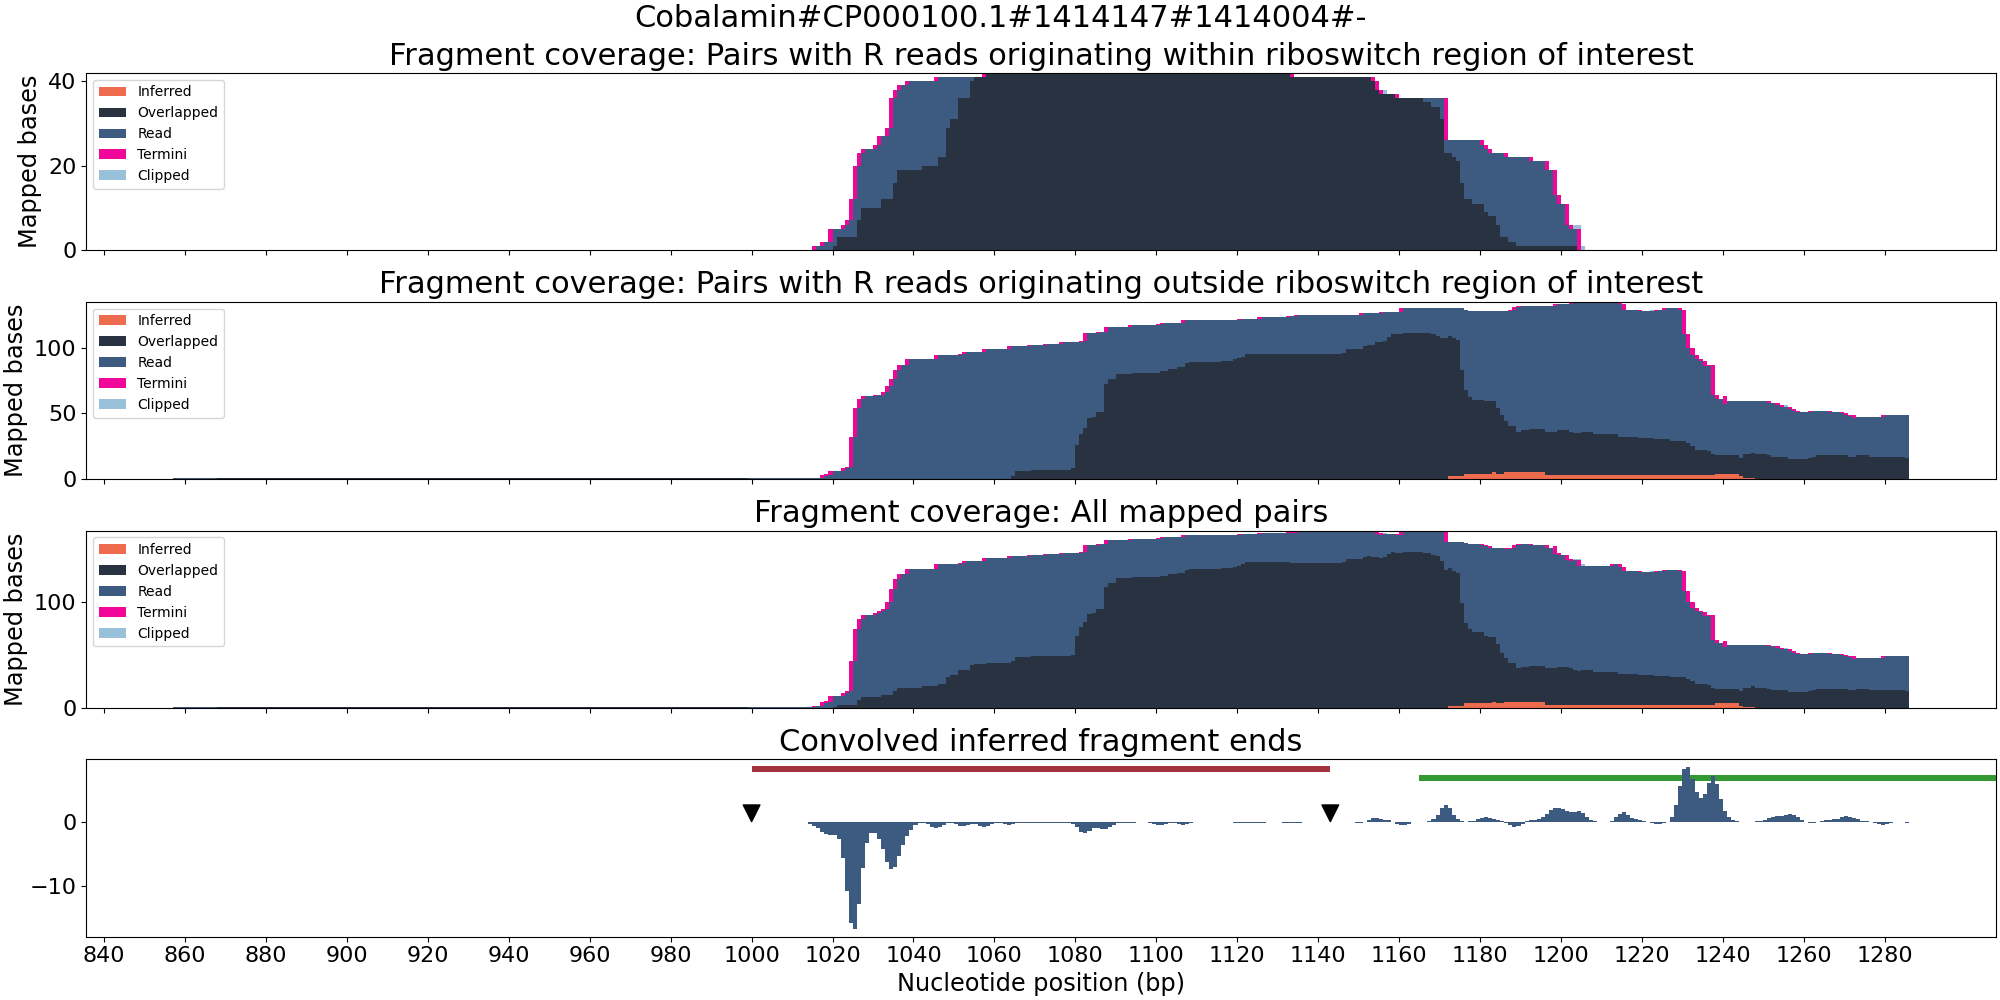 Cobalamin#CP000100.1#1414147#1414004#-
Fragment coverage: Pairs with R reads originating within riboswitch region of interest
Mapped bases
40
20
0
Inferred
Overlapped
Read
Termini
Clipped
Fragment coverage: Pairs with R reads originating outside riboswitch region of interest
Mapped bases
100
50
0
Inferred
Overlapped
Read
Termini
Clipped
Fragment coverage: All mapped pairs
Mapped bases
100
0
Inferred
Overlapped
Read
Termini
Clipped
Convolved inferred fragment ends
0
−10
840 860 880 900 920 940 960 980 1000 1020 1040 1060 1080 1100 1120 1140 1160 1180 1200 1220 1240 1260 1280
Nucleotide position (bp)